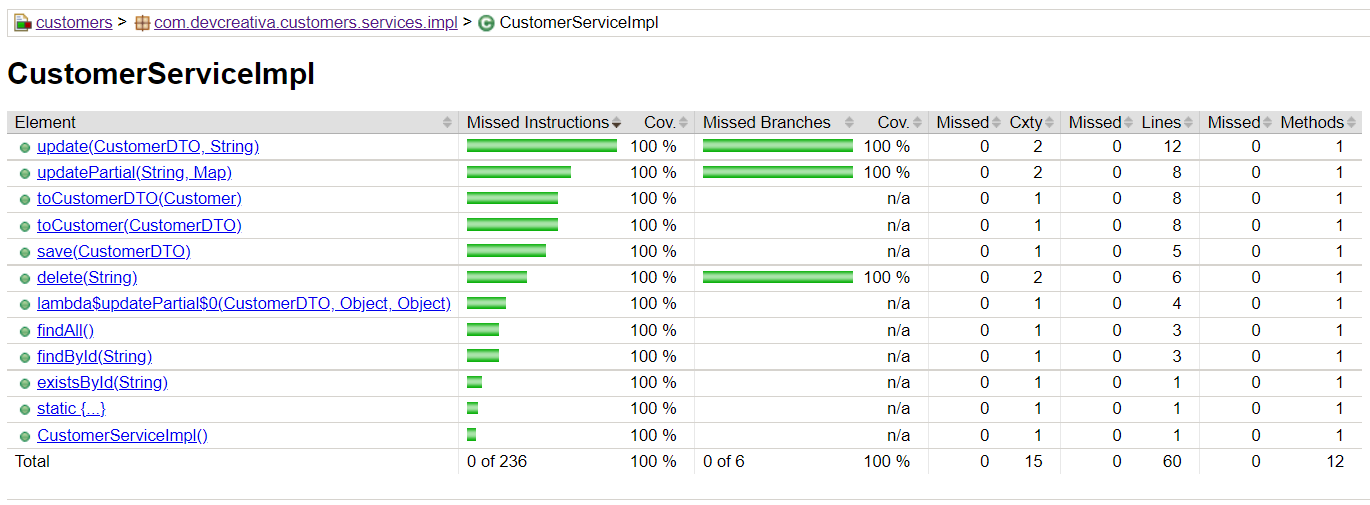 customers > com.devcreativa.customers.services.impl > CustomerServiceImpl
CustomerServiceImpl
Element Missed Instructions Cov. Missed Branches Cov. Missed Cxty Missed Lines Missed Methods
update(CustomerDTO, String) 100 % 100 % 0 2 0 12 0 1
updatePartial(String, Map) 100 % 100 % 0 2 0 8 0 1
toCustomerDTO(Customer) 100 % n/a 0 1 0 8 0 1
toCustomer(CustomerDTO) 100 % n/a 0 1 0 8 0 1
save(CustomerDTO) 100 % n/a 0 1 0 5 0 1
delete(String) 100 % 100 % 0 2 0 6 0 1
lambda$updatePartial$0(CustomerDTO, Object, Object) 100 % n/a 0 1 0 4 0 1
findAll() 100 % n/a 0 1 0 3 0 1
findById(String) 100 % n/a 0 1 0 3 0 1
existsById(String) 100 % n/a 0 1 0 1 0 1
static {...} 100 % n/a 0 1 0 1 0 1
CustomerServiceImpl() 100 % n/a 0 1 0 1 0 1
Total 0 of 236 100 % 0 of 6 100 % 0 15 0 60 0 12